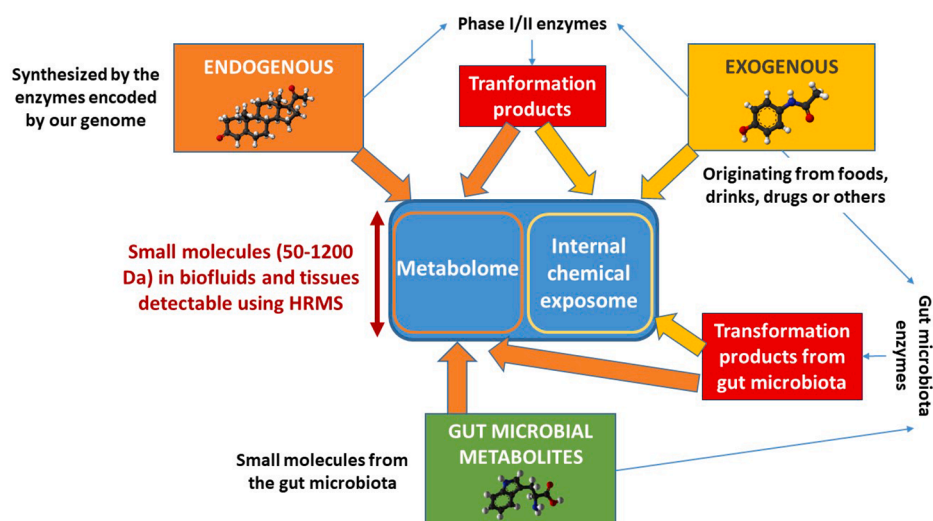 Phase I/II enzymes
Synthesized by the
enzymes encoded
by our genome
ENDOGENOUS
Tranformation
products
EXOGENOUS
Originating from foods,
drinks, drugs or others
Small molecules (50-1200
Da) in biofluids and tissues
detectable using HRMS
Metabolome
Internal
chemical
exposome
Transformation
products from
gut microbiota
Gut microbiota
enzymes
GUT MICROBIAL
METABOLITES
Small molecules from
the gut microbiota